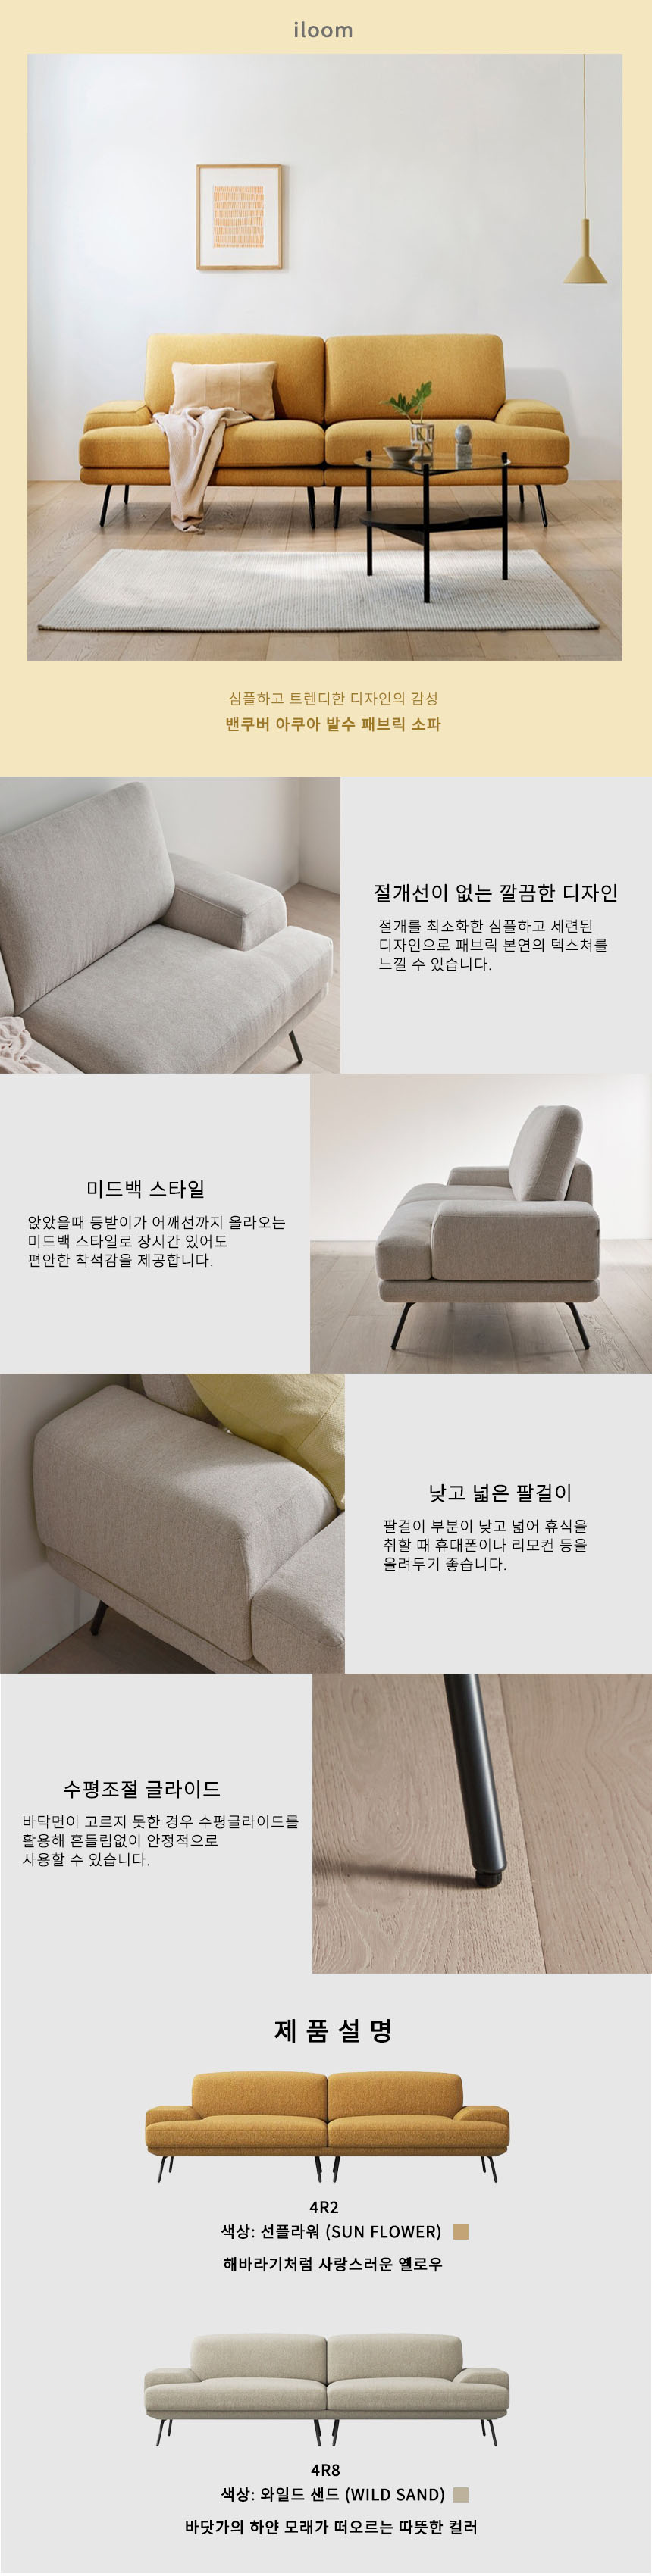 iloom
심플하고 트렌디한 디자인의 감성
밴쿠버 아쿠아 발수 패브릭 소파
절개선이 없는 깔끔한 디자인
절개를 최소화한 심플하고 세련된
디자인으로 패브릭 본연의 텍스쳐를
느낄 수 있습니다.
미드백 스타일
앉았을때 등받이가 어깨선까지 올라오는
미드백 스타일로 장시간 있어도
편안한 착석감을 제공합니다.
낮고 넓은 팔걸이
팔걸이 부분이 낮고 넓어 휴식을
취할 때 휴대폰이나 리모컨 등을
올려두기 좋습니다.
수평조절 글라이드
바닥면이 고르지 못한 경우 수평글라이드를
활용해 흔들림없이 안정적으로
사용할 수 있습니다.
제품설명
4R2
색상: 선플라워 (SUN FLOWER)
해바라기처럼 사랑스러운 옐로우
4R8
색상: 와일드 샌드 (WILD SAND)
바닷가의 하얀 모래가 떠오르는 따뜻한 컬러